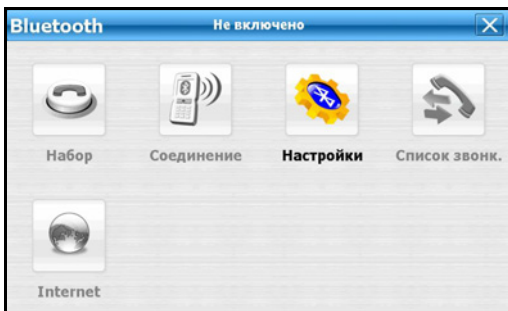 Bluetooth Не включено
Набор Соединение Настройки Список звонк.
Internet